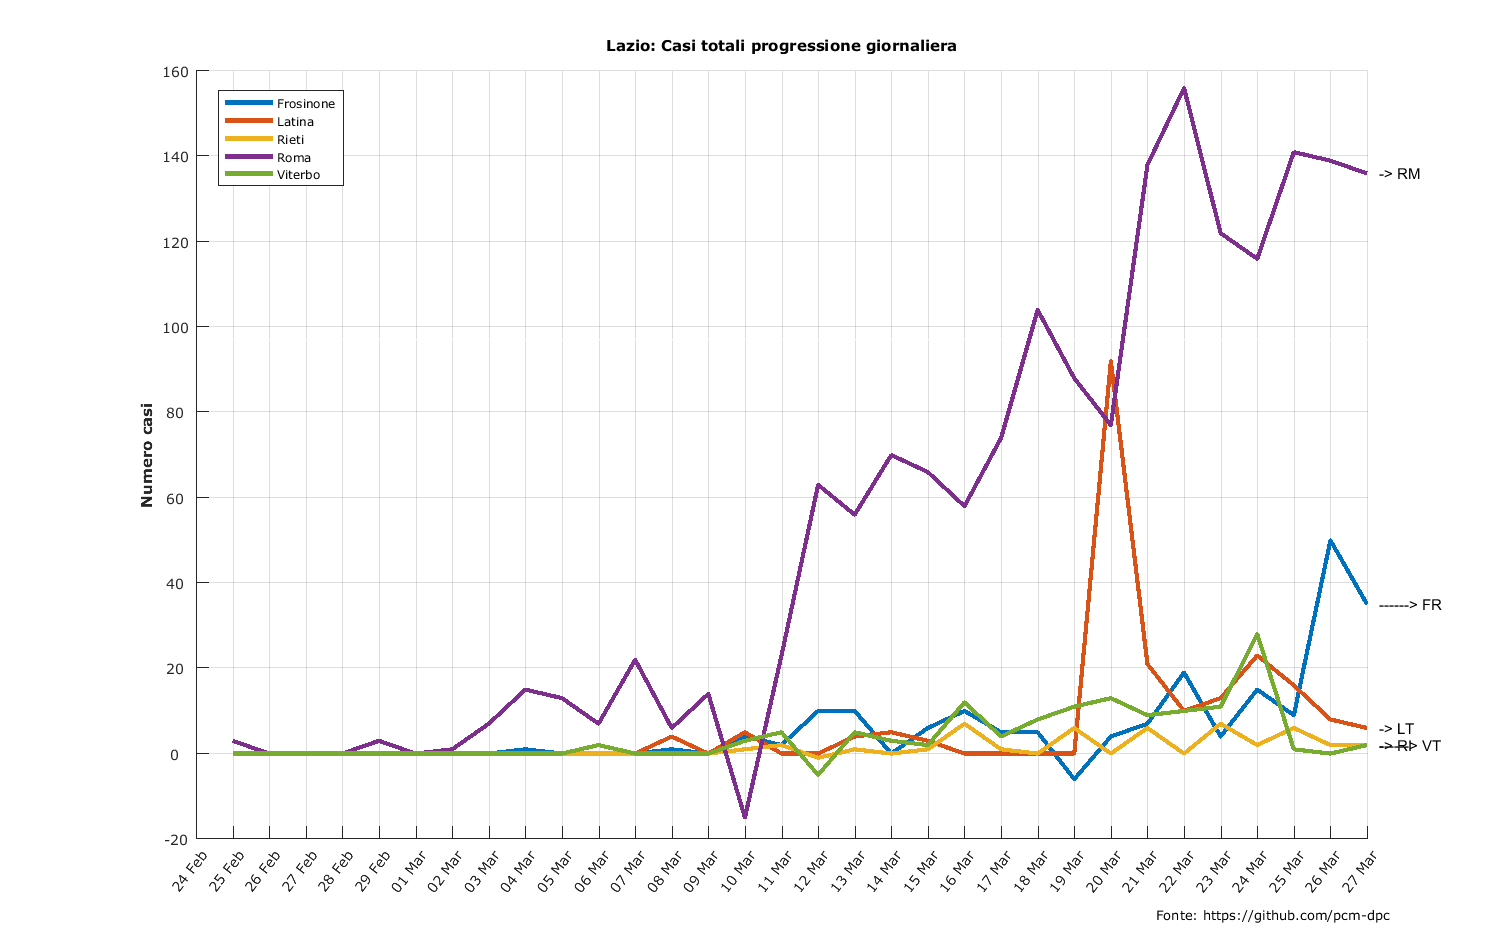 Lazio: Casi totali progressione giornaliera
160
140
120
100
80
60
40
20
0
-20
Numero casi
Frosinone
Latina
Rieti
Roma
Viterbo
-> RM
------> FR
-> LT
-> RI
VT
24 Feb
25 Feb
26 Feb
27 Feb
28 Feb
29 Feb
01 Mar
02 Mar
03 Mar
04 Mar
05 Mar
06 Mar
07 Mar
08 Mar
09 Mar
10 Mar
11 Mar
12 Mar
13 Mar
14 Mar
15 Mar
16 Mar
17 Mar
18 Mar
19 Mar
20 Mar
21 Mar
22 Mar
23 Mar
24 Mar
25 Mar
26 Mar
27 Mar
Fonte: https://github.com/pcm-dpc